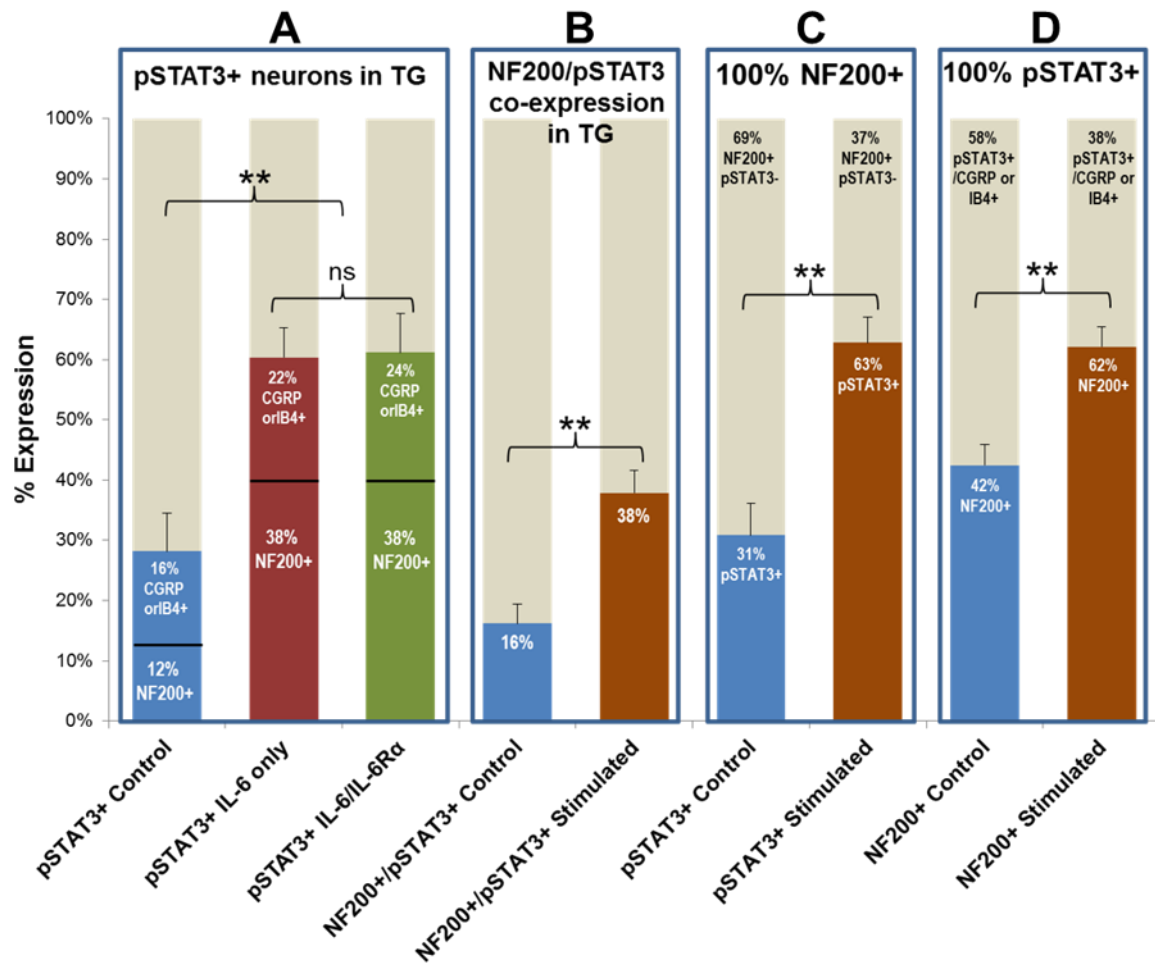 A
B
C
D
pSTAT3+ neurons in TG
NF200/pSTAT3
co-expression
in TG
100% NF200+
100% pSTAT3+
% Expression
100%
90%
80%
70%
60%
50%
40%
30%
20%
10%
0%
**
ns
16%
CGRP
orIB4+
12%
NF200+
22%
CGRP
orIB4+
38%
NF200+
24%
CGRP
orIB4+
38%
NF200+
**
16%
38%
69%
NF200+
pSTAT3-
37%
NF200+
pSTAT3-
**
31%
pSTAT3+
63%
pSTAT3+
58%
pSTAT3+
/CGRP or
IB4+
38%
pSTAT3+
/CGRP or
IB4+
**
42%
NF200+
62%
NF200+
pSTAT3+ Control
pSTAT3+ IL-6 only
pSTAT3+ IL-6/IL-6Rα
NF200+/pSTAT3+ Control
NF200+/pSTAT3+ Stimulated
pSTAT3+ Control
pSTAT3+ Stimulated
NF200+ Control
NF200+ Stimulated